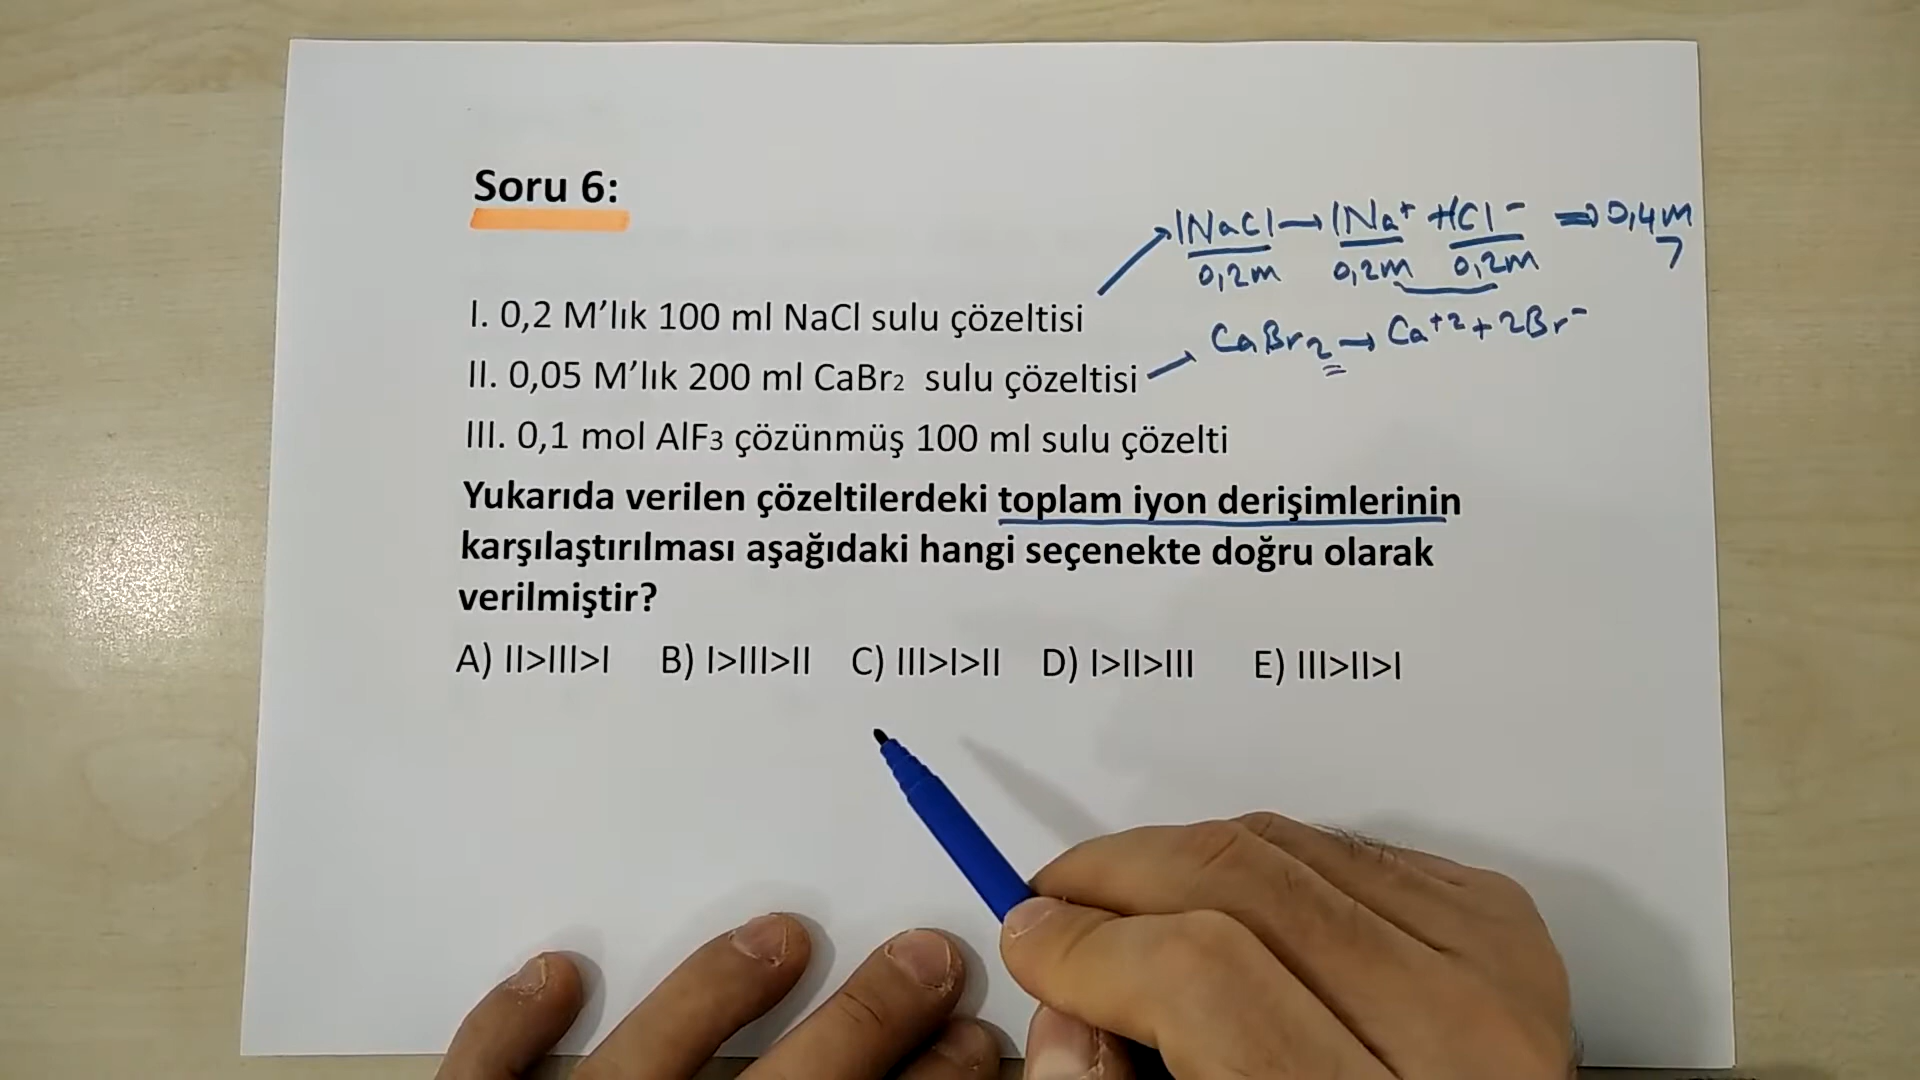 Soru 6:
1NaCl→1Na⁺ +1Cl⁻ ⇒0,4M
0,2M 0,2M 0,2M
I. 0,2 M’lık 100 ml NaCl sulu çözeltisi
CaBr₂→Ca⁺²+2Br⁻
II. 0,05 M’lık 200 ml CaBr₂ sulu çözeltisi
III. 0,1 mol AlF₃ çözünmüş 100 ml sulu çözelti
Yukarıda verilen çözeltilerdeki toplam iyon derişimlerinin
karşılaştırılması aşağıdaki hangi seçenekte doğru olarak
verilmiştir?
A) II>III>I B) I>III>II C) III>I>II D) I>II>III E) III>II>I